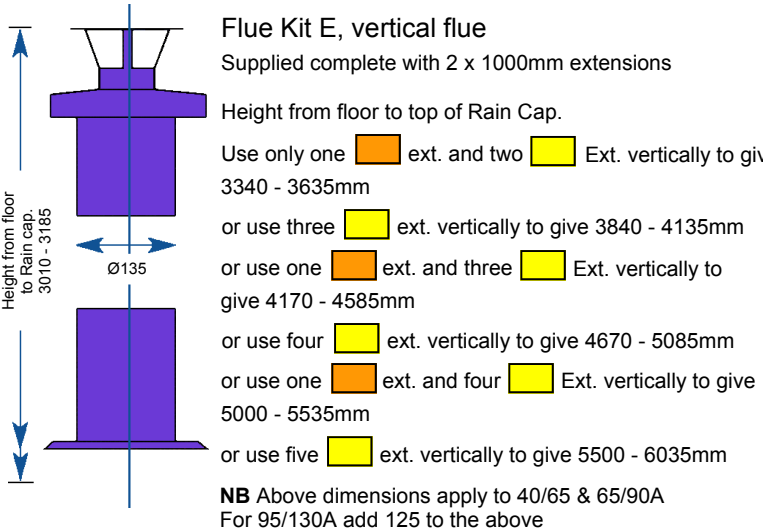 Flue Kit E, vertical flue
Supplied complete with 2 x 1000mm extensions
Height from floor to top of Rain Cap.
Use only one ext. and two Ext. vertically to giv
3340 - 3635mm
or use three ext. vertically to give 3840 - 4135mm
or use one ext. and three Ext. vertically to
give 4170 - 4585mm
or use four ext. vertically to give 4670 - 5085mm
or use one ext. and four Ext. vertically to give
5000 - 5535mm
or use five ext. vertically to give 5500 - 6035mm
NB Above dimensions apply to 40/65 & 65/90A
For 95/130A add 125 to the above
Height from floor
to Rain cap.
3010 - 3185
Ø135